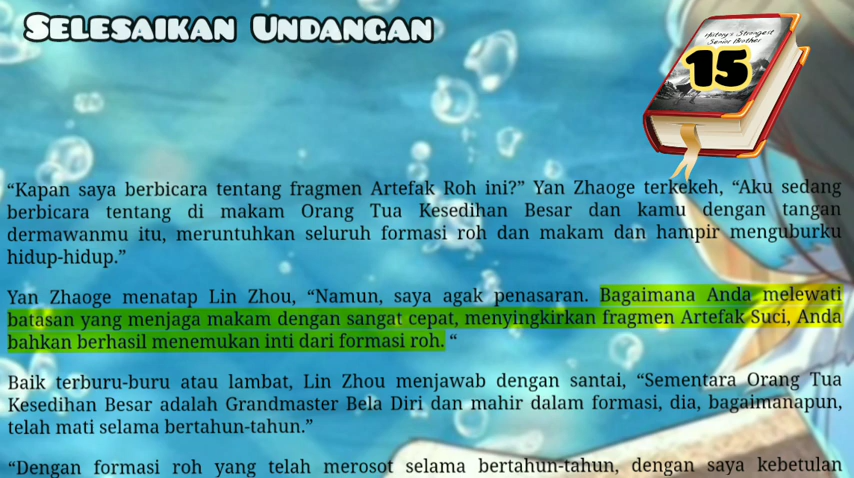 Selesaikan Undangan
History's Strongest
Senior Brother
15
“Kapan saya berbicara tentang fragmen Artefak Roh ini?” Yan Zhaoge terkekeh, “Aku sedang
berbicara tentang di makam Orang Tua Kesedihan Besar dan kamu dengan tangan
dermawanmu itu, meruntuhkan seluruh formasi roh dan makam dan hampir menguburku
hidup-hidup.”
Yan Zhaoge menatap Lin Zhou, “Namun, saya agak penasaran. Bagaimana Anda melewati
batasan yang menjaga makam dengan sangat cepat, menyingkirkan fragmen Artefak Suci, Anda
bahkan berhasil menemukan inti dari formasi roh. “
Baik terburu-buru atau lambat, Lin Zhou menjawab dengan santai, “Sementara Orang Tua
Kesedihan Besar adalah Grandmaster Bela Diri dan mahir dalam formasi, dia, bagaimanapun,
telah mati selama bertahun-tahun.”
“Dengan formasi roh yang telah merosot selama bertahun-tahun, dengan saya kebetulan